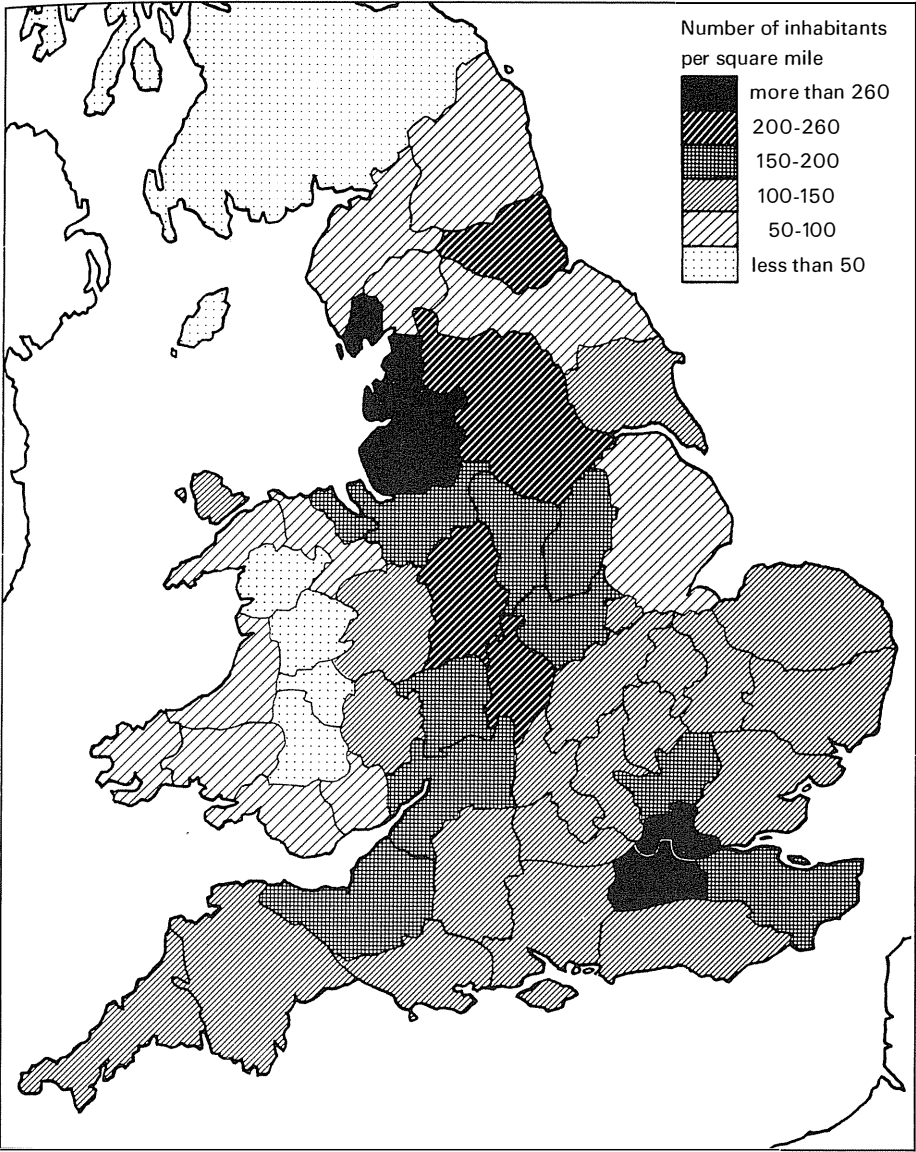 Number of inhabitants
per square mile
more than 260
200-260
150-200
100-150
50-100
less than 50